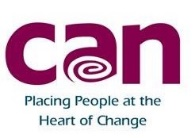 can
Placing People at the
Heart of Change